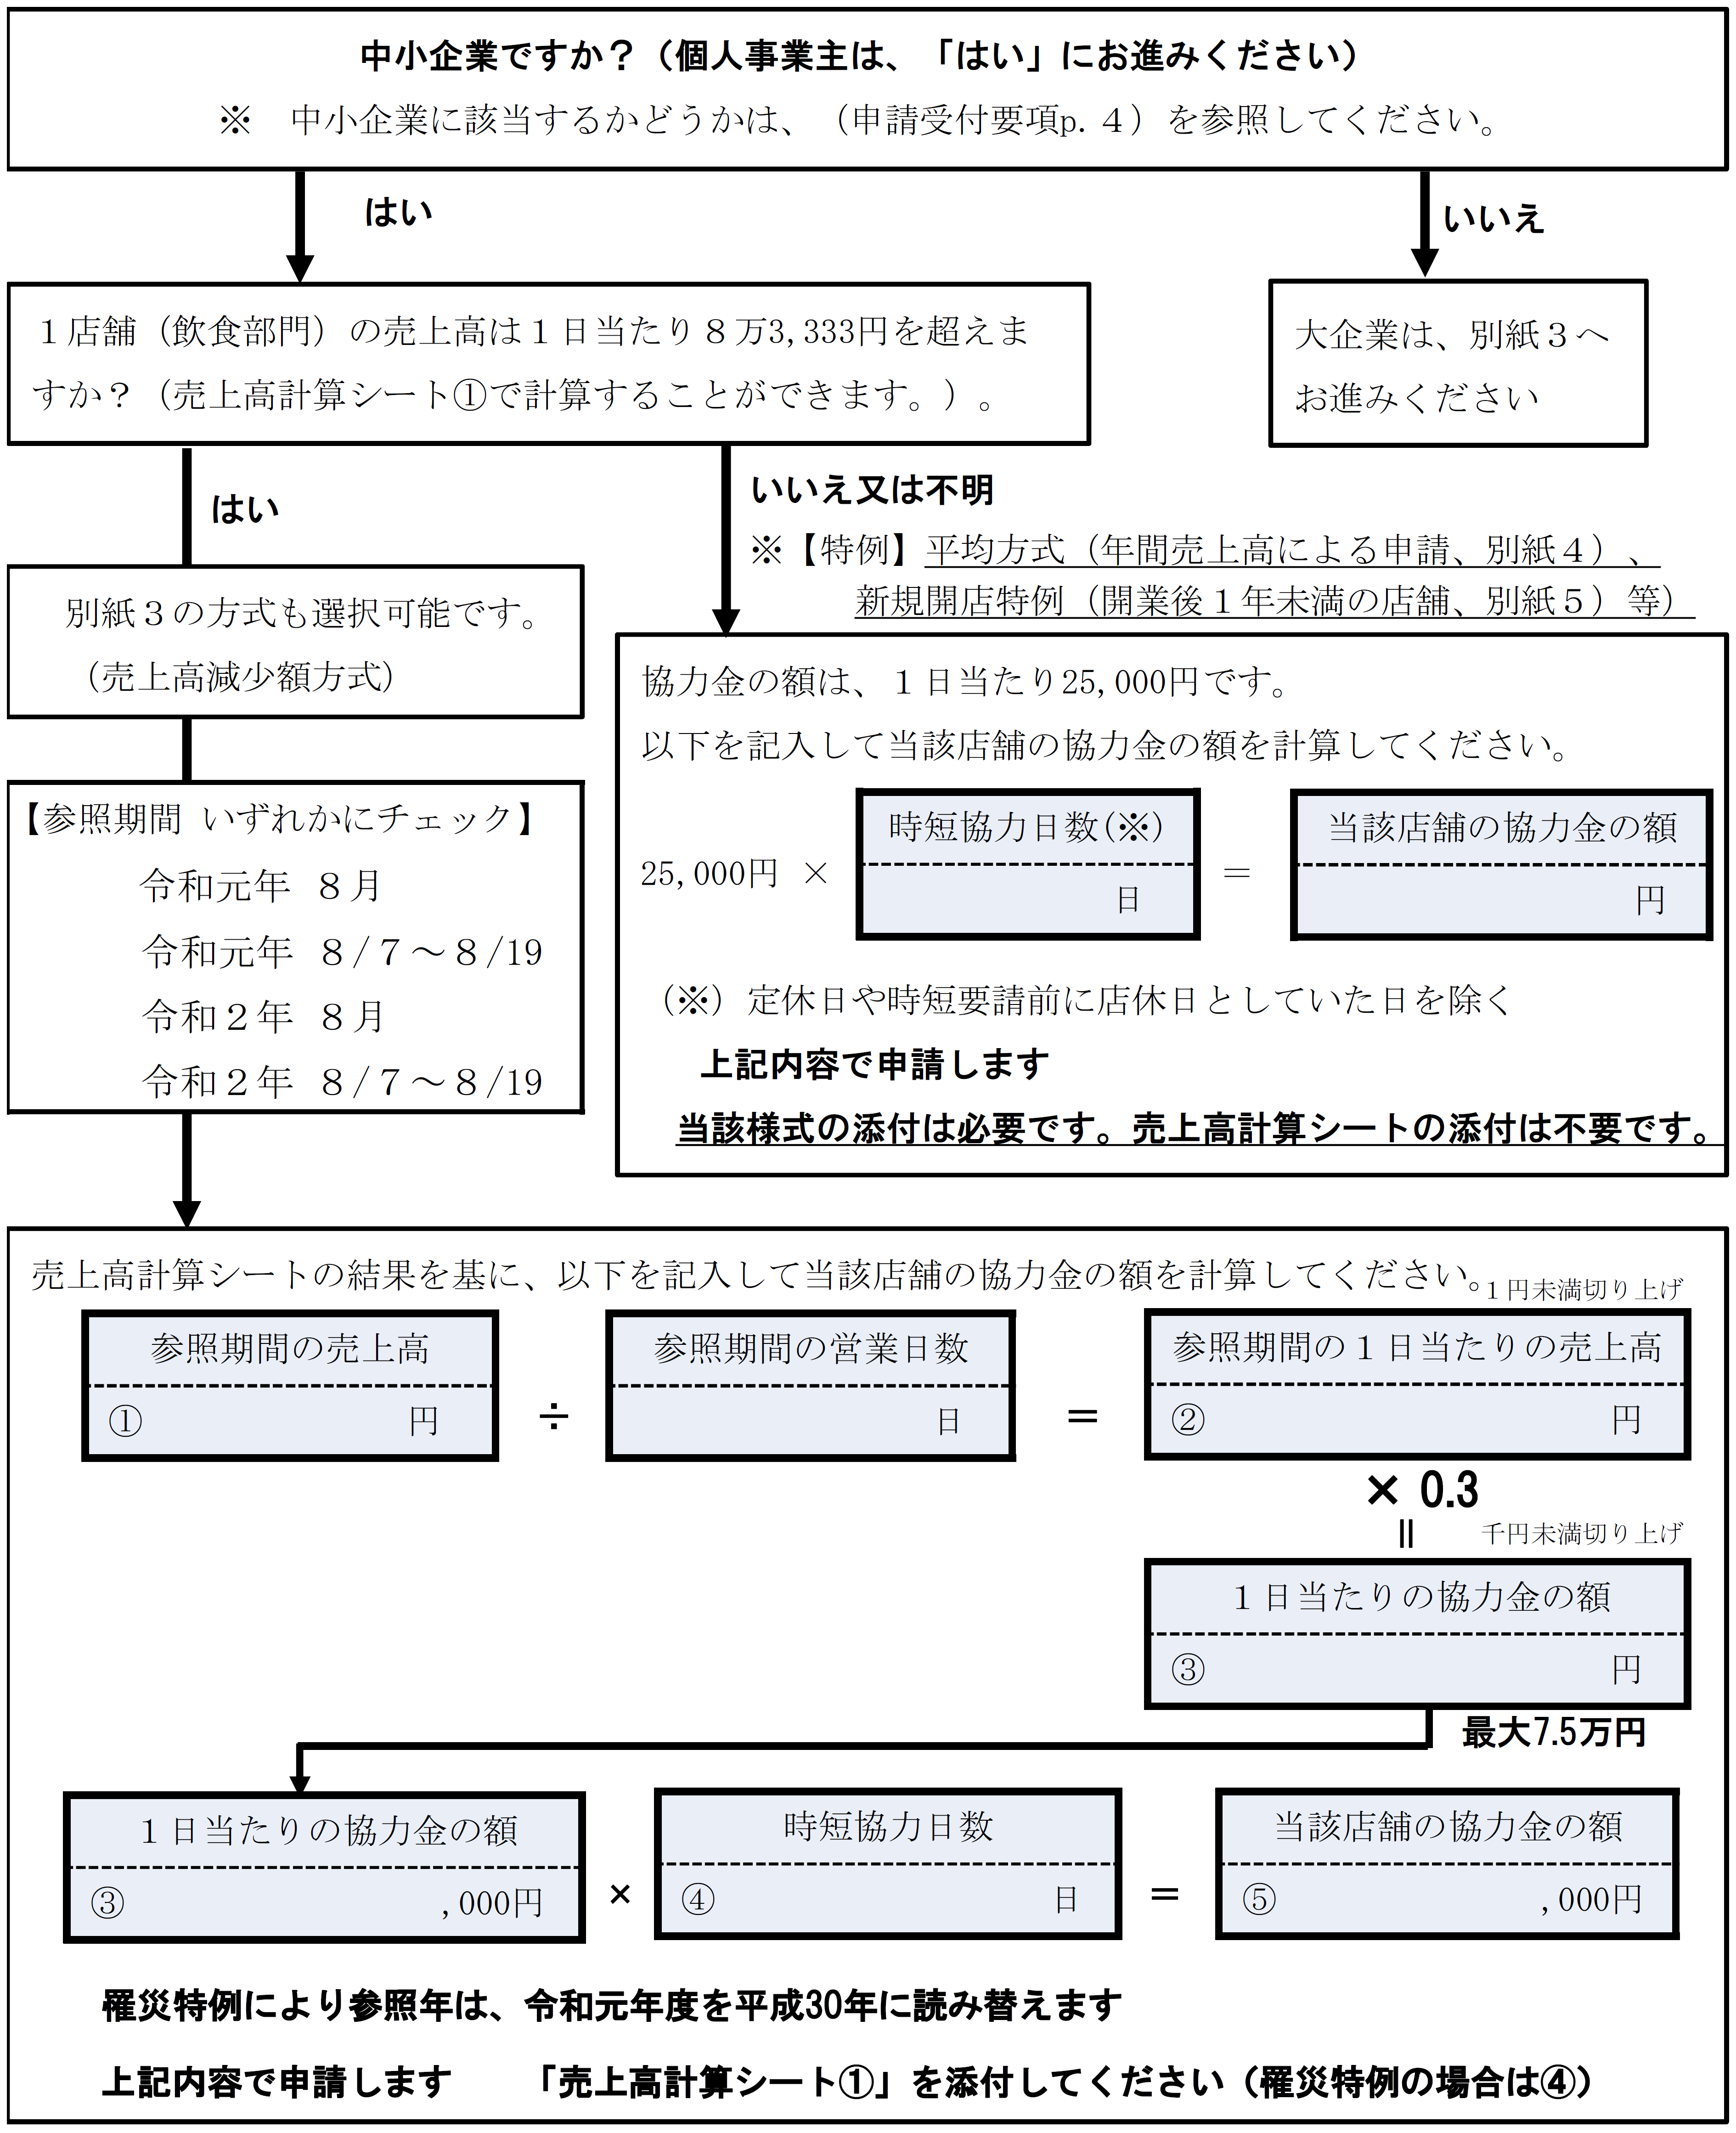 中小企業ですか？（個人事業主は、「はい」にお進みください）
※　中小企業に該当するかどうかは、（申請受付要項p.４）を参照してください。
はい
いいえ
１店舗（飲食部門）の売上高は１日当たり８万3,333円を超えま
すか？（売上高計算シート①で計算することができます。）。
大企業は、別紙３へ
お進みください
はい
いいえ又は不明
※【特例】平均方式（年間売上高による申請、別紙４）、
新規開店特例（開業後１年未満の店舗、別紙５）等）
別紙３の方式も選択可能です。
（売上高減少額方式）
協力金の額は、１日当たり25,000円です。
以下を記入して当該店舗の協力金の額を計算してください。
時短協力日数(※)
当該店舗の協力金の額
25,000円 ×
日
＝
円
（※）定休日や時短要請前に店休日としていた日を除く
上記内容で申請します
当該様式の添付は必要です。売上高計算シートの添付は不要です。
【参照期間 いずれかにチェック】
令和元年 ８月
令和元年 ８/７～８/19
令和２年 ８月
令和２年 ８/７～８/19
売上高計算シートの結果を基に、以下を記入して当該店舗の協力金の額を計算してください。
１円未満切り上げ
参照期間の売上高
参照期間の営業日数
参照期間の１日当たりの売上高
① 円
÷
日
＝
② 円
× 0.3
＝
千円未満切り上げ
１日当たりの協力金の額
③ 円
最大7.5万円
１日当たりの協力金の額
時短協力日数
当該店舗の協力金の額
③ ,000円
×
④ 日
＝
⑤ ,000円
罹災特例により参照年は、令和元年度を平成30年に読み替えます
上記内容で申請します　「売上高計算シート①」を添付してください（罹災特例の場合は④）